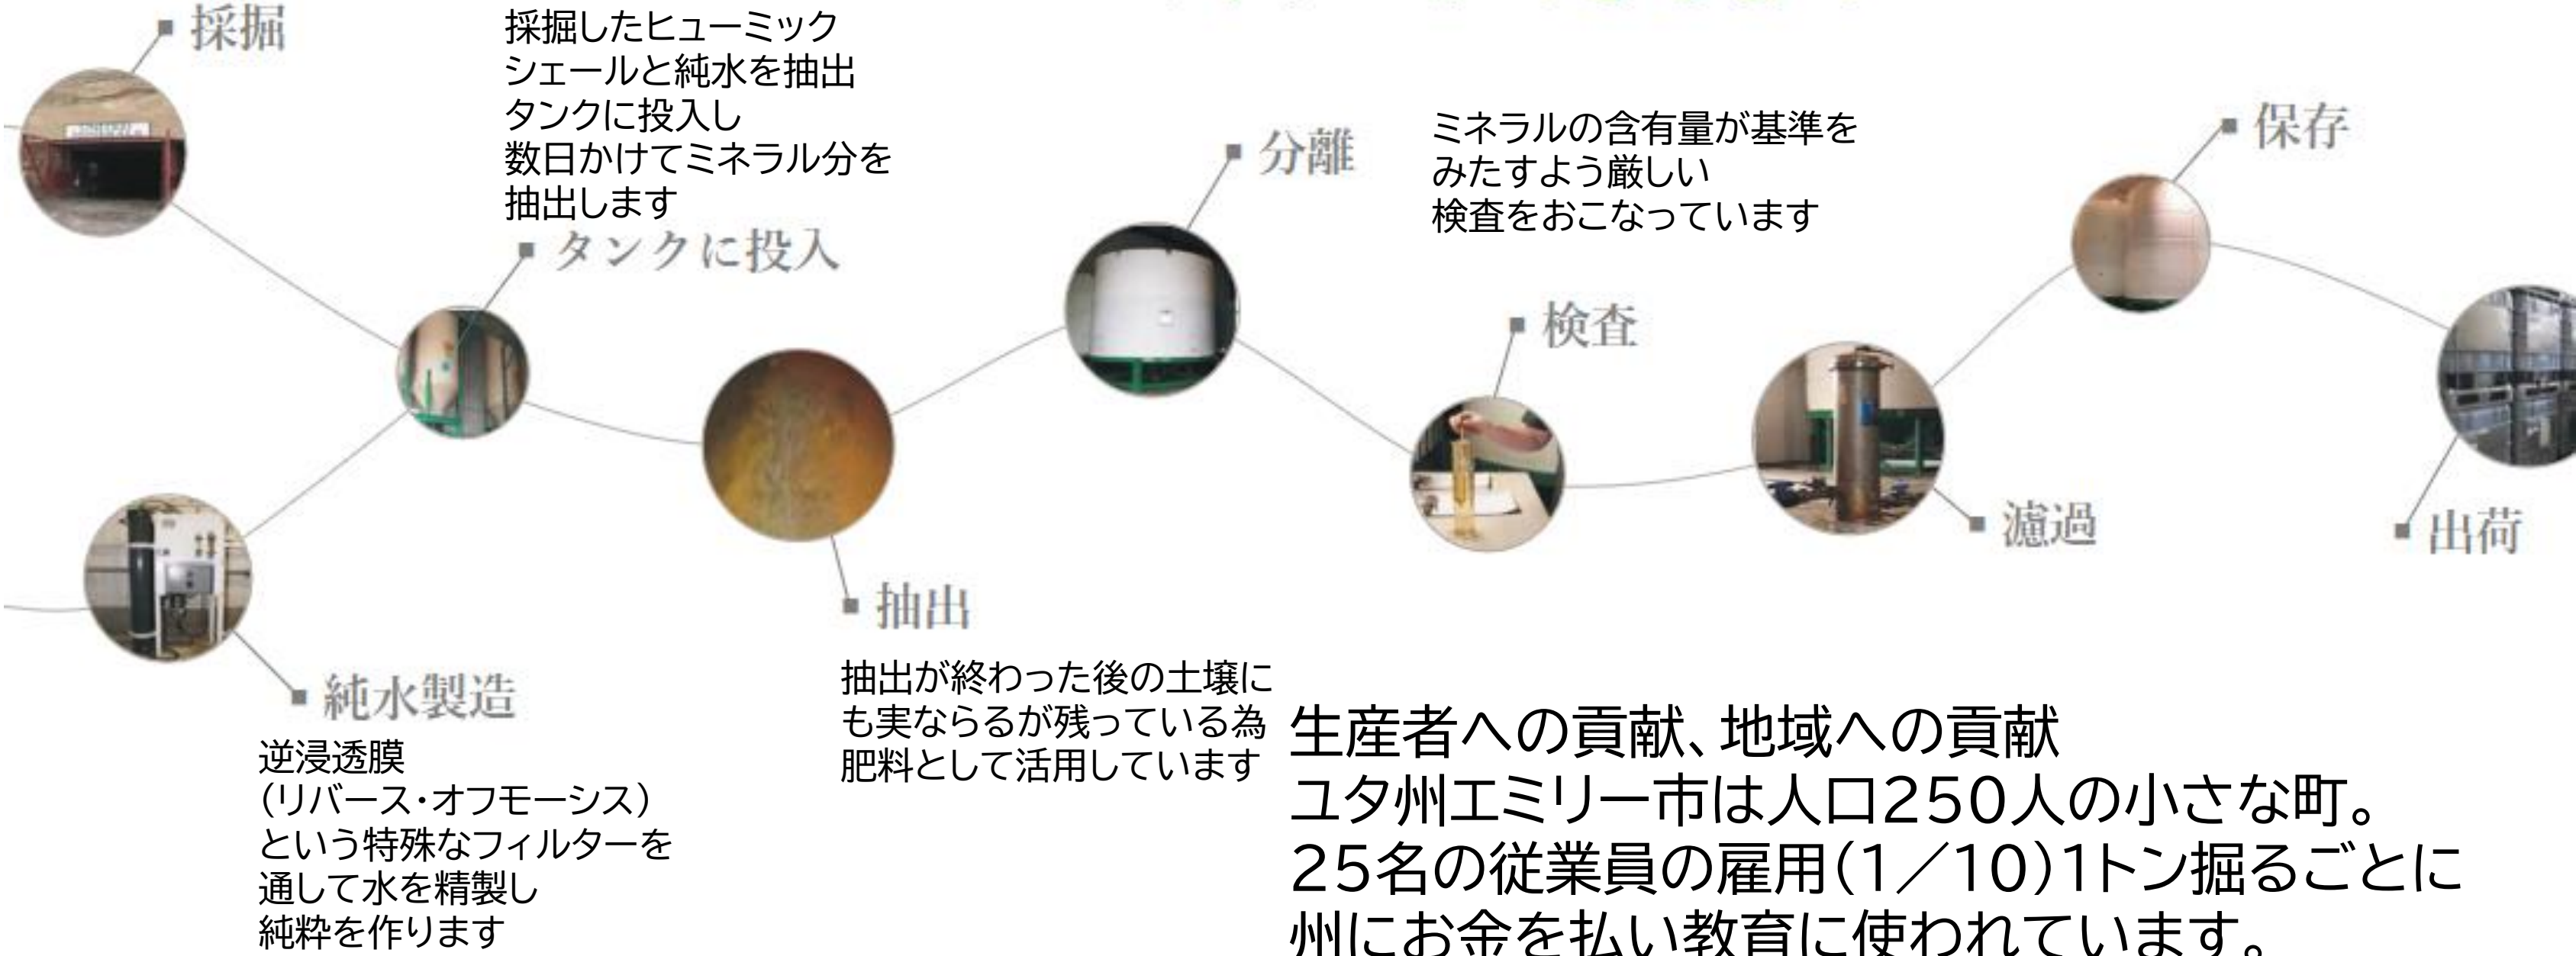 採掘
採掘したヒューミック
シェールと純水を抽出
タンクに投入し
数日かけてミネラル分を
抽出します
タンクに投入
純水製造
逆浸透膜
(リバース・オフモーシス)
という特殊なフィルターを
通して水を精製し
純粋を作ります
抽出
抽出が終わった後の土壌に
も実ならるが残っている為
肥料として活用しています
分離
ミネラルの含有量が基準を
みたすよう厳しい
検査をおこなっています
検査
濾過
保存
出荷
生産者への貢献、地域への貢献
ユタ州エミリー市は人口250人の小さな町。
25名の従業員の雇用(1／10)1トン掘るごとに
州にお金を払い教育に使われています。